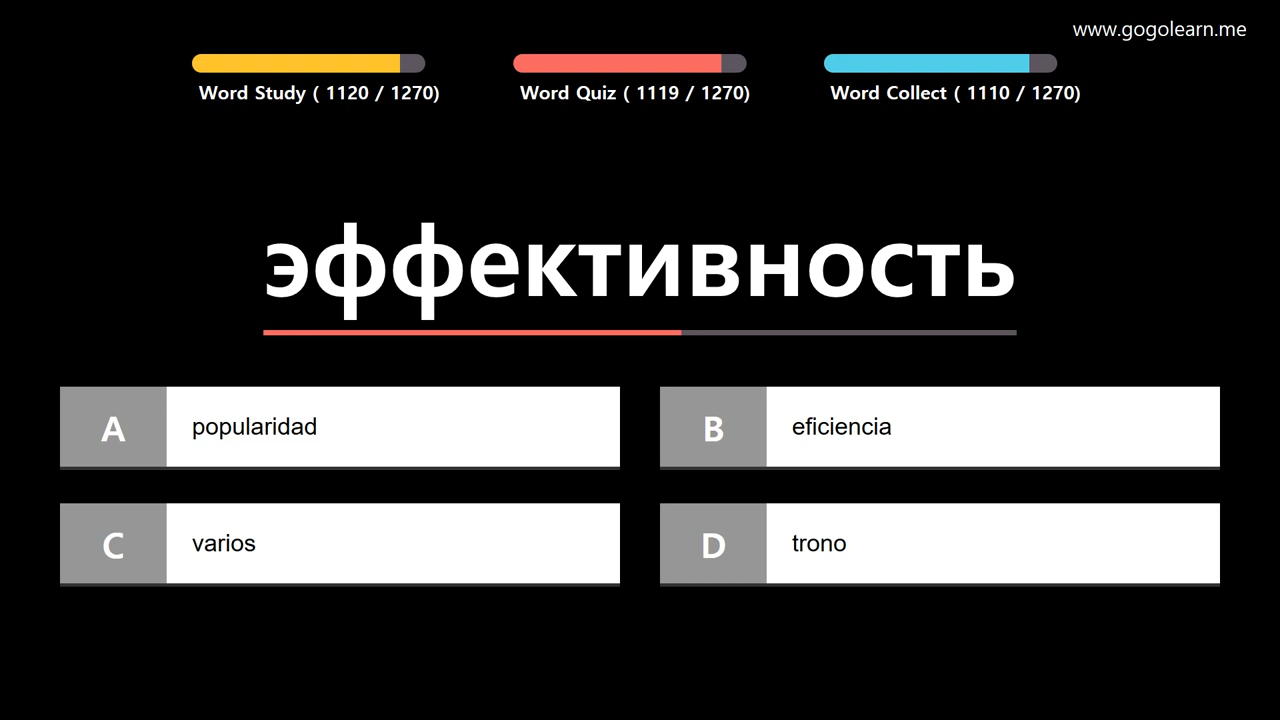 www.gogolearn.me
Word Study ( 1120 / 1270)
Word Quiz ( 1119 / 1270)
Word Collect ( 1110 / 1270)
эффективность
A popularidad
B eficiencia
C varios
D trono